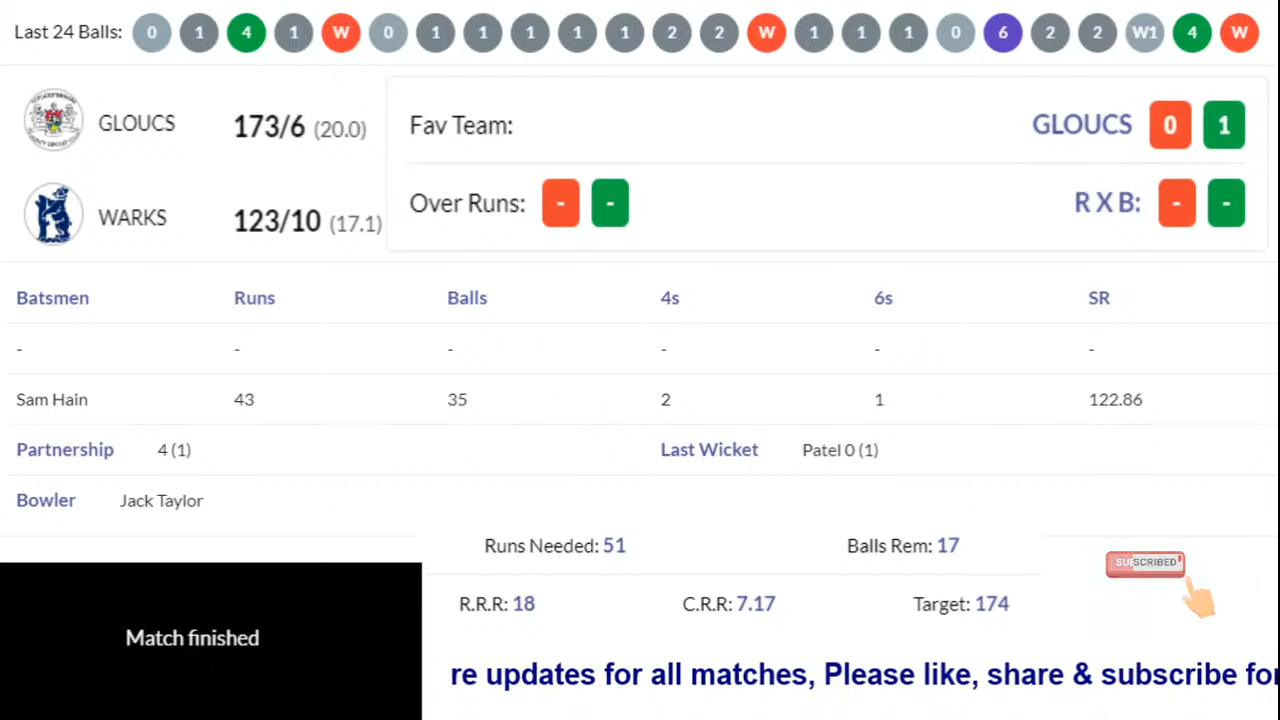 Last 24 Balls: 0 1 4 1 W 0 1 1 1 1 1 2 2 W 1 1 1 0 6 2 2 W1 4 W
GLOUCS 173/6 (20.0)
Fav Team: GLOUCS 0 1
WARKS 123/10 (17.1)
Over Runs: - - R X B: - -
Batsmen Runs Balls 4s 6s SR
- - - - - -
Sam Hain 43 35 2 1 122.86
Partnership 4 (1) Last Wicket Patel 0 (1)
Bowler Jack Taylor
Runs Needed: 51 Balls Rem: 17
SUBSCRIBED
R.R.R: 18 C.R.R: 7.17 Target: 174
Match finished
re updates for all matches, Please like, share & subscribe for